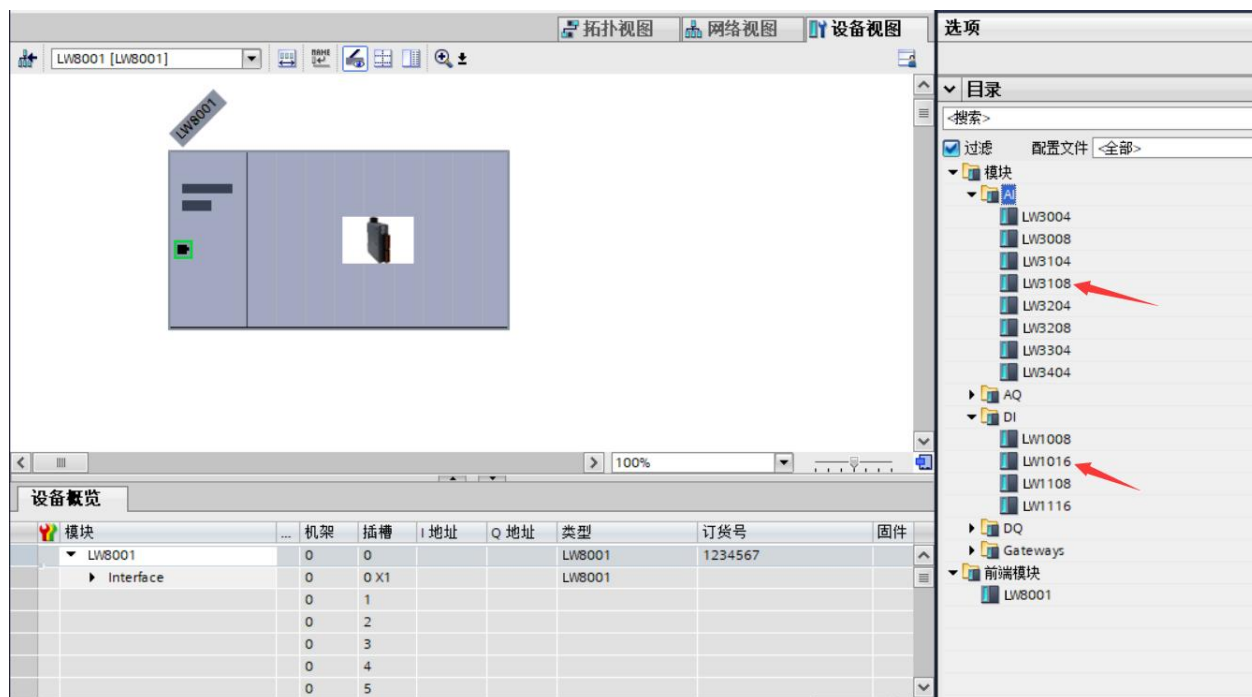 拓扑视图 网络视图 设备视图
LW8001 [LW8001]
LW8001
100%
设备概览
模块 ... 机架 插槽 I 地址 Q 地址 类型 订货号 固件
LW8001 0 0 LW8001 1234567
Interface 0 0 X1 LW8001
0 1
0 2
0 3
0 4
0 5
选项
目录
<搜索>
过滤 配置文件 <全部>
模块
AI
LW3004
LW3008
LW3104
LW3108
LW3204
LW3208
LW3304
LW3404
AQ
DI
LW1008
LW1016
LW1108
LW1116
DQ
Gateways
前端模块
LW8001